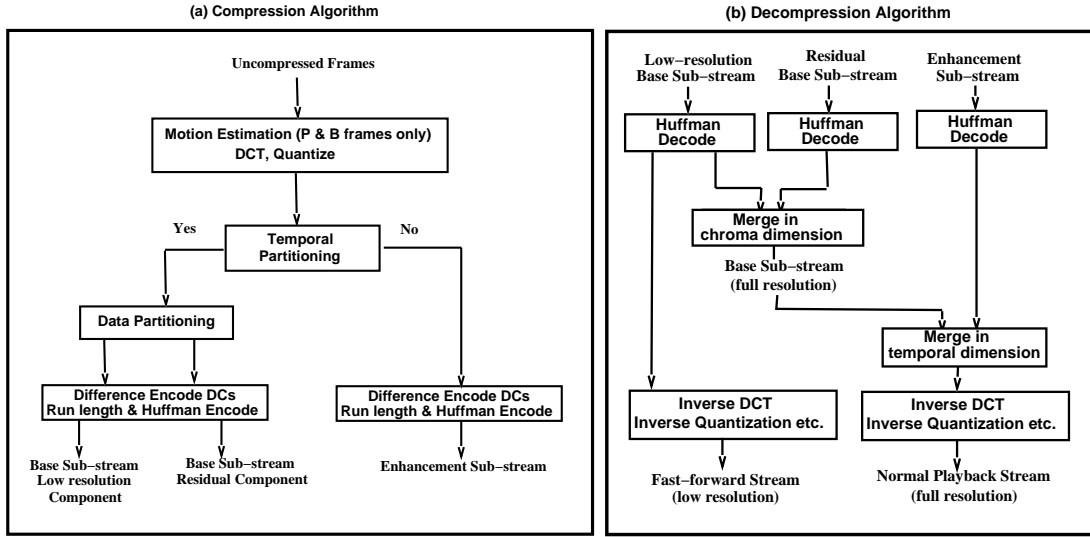 (a) Compression Algorithm
Uncompressed Frames
Motion Estimation (P & B frames only)
DCT, Quantize
Yes
No
Temporal
Partitioning
Data Partitioning
Difference Encode DCs
Run length & Huffman Encode
Difference Encode DCs
Run length & Huffman Encode
Base Sub-stream
Low resolution
Component
Base Sub-stream
Residual Component
Enhancement Sub-stream
(b) Decompression Algorithm
Low-resolution
Base Sub-stream
Residual
Base Sub-stream
Enhancement
Sub-stream
Huffman
Decode
Huffman
Decode
Huffman
Decode
Merge in
chroma dimension
Base Sub-stream
(full resolution)
Merge in
temporal dimension
Inverse DCT
Inverse Quantization etc.
Inverse DCT
Inverse Quantization etc.
Fast-forward Stream
(low resolution)
Normal Playback Stream
(full resolution)